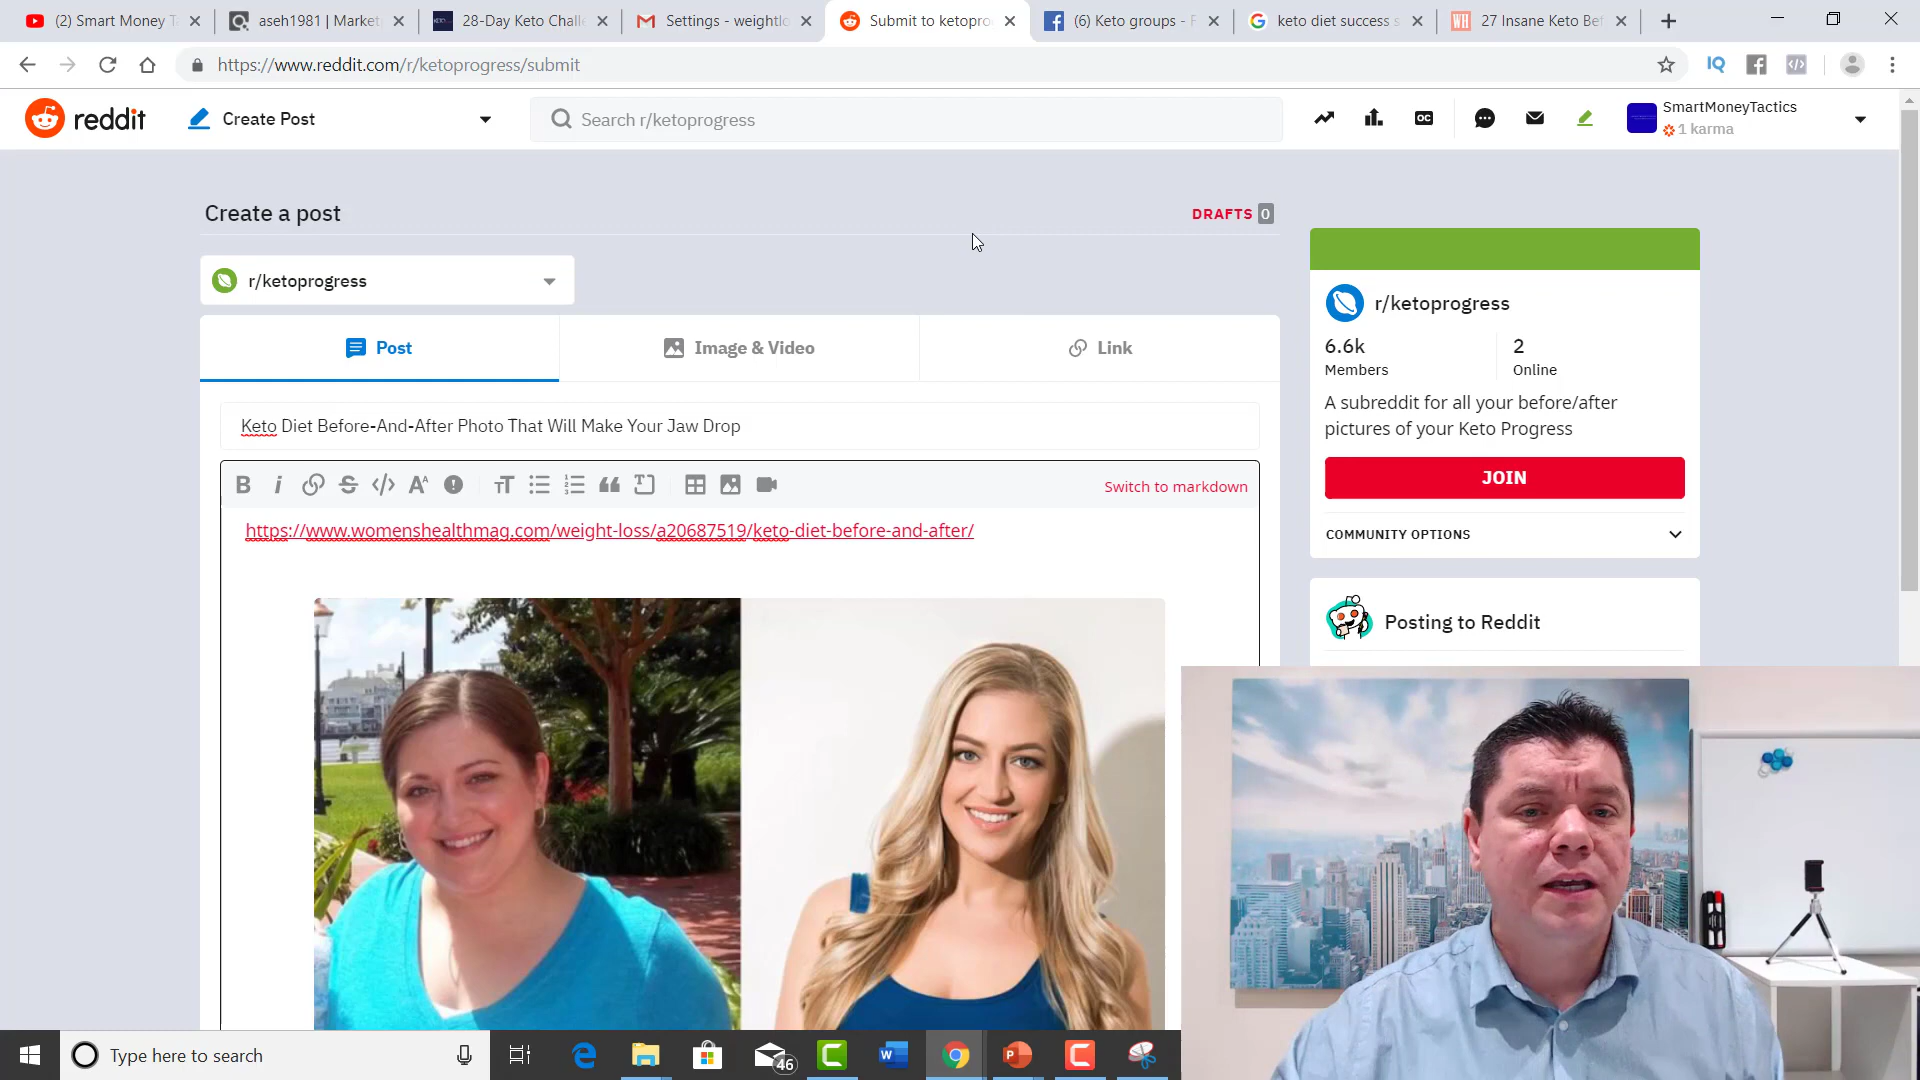 (2) Smart Money T
aseh1981 | Market
28-Day Keto Chall
Settings - weightl
Submit to ketopro
(6) Keto groups - F
keto diet success s
27 Insane Keto Bef
https://www.reddit.com/r/ketoprogress/submit
reddit
Create Post
Search r/ketoprogress
SmartMoneyTactics
1 karma
Create a post
DRAFTS 0
r/ketoprogress
Post
Image & Video
Link
Keto Diet Before-And-After Photo That Will Make Your Jaw Drop
Switch to markdown
https://www.womenshealthmag.com/weight-loss/a20687519/keto-diet-before-and-after/
r/ketoprogress
6.6k
Members
2
Online
A subreddit for all your before/after
pictures of your Keto Progress
JOIN
COMMUNITY OPTIONS
Posting to Reddit
Type here to search
46